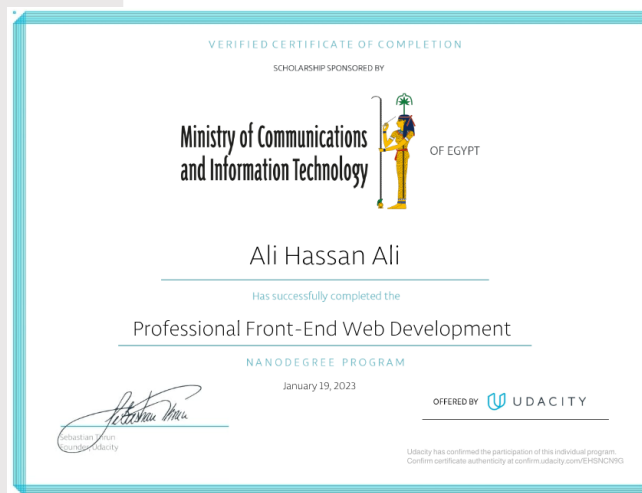 VERIFIED CERTIFICATE OF COMPLETION
SCHOLARSHIP SPONSORED BY
Ministry of Communications
and Information Technology
OF EGYPT
Ali Hassan Ali
Has successfully completed the
Professional Front-End Web Development
NANODEGREE PROGRAM
January 19, 2023
OFFERED BY UDACITY
Sebastian Thrun
Sebastian Thrun
Founder, Udacity
Udacity has confirmed the participation of this individual program.
Confirm certificate authenticity at confirm.udacity.com/EHSNCN9G